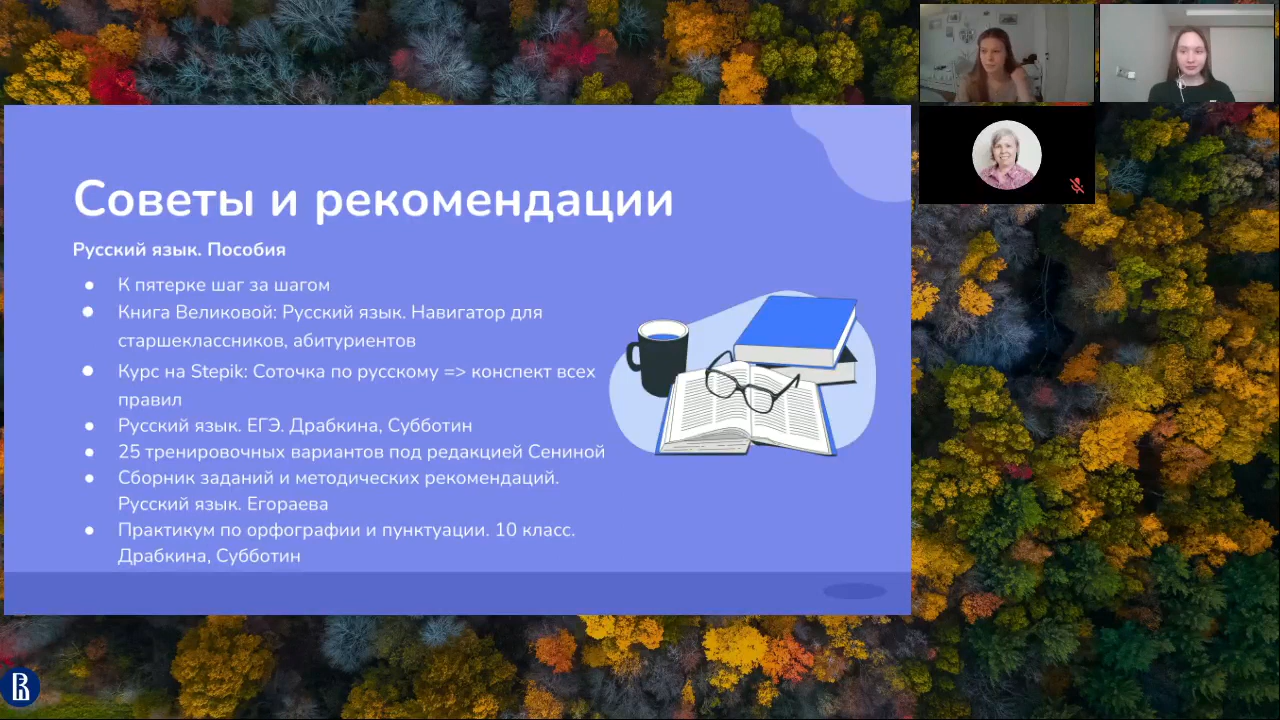 Советы и рекомендации
Русский язык. Пособия
К пятерке шаг за шагом
Книга Великовой: Русский язык. Навигатор для
старшеклассников, абитуриентов
Курс на Stepik: Соточка по русскому => конспект всех
правил
Русский язык. ЕГЭ. Драбкина, Субботин
25 тренировочных вариантов под редакцией Сениной
Сборник заданий и методических рекомендаций.
Русский язык. Егораева
Практикум по орфографии и пунктуации. 10 класс.
Драбкина, Субботин